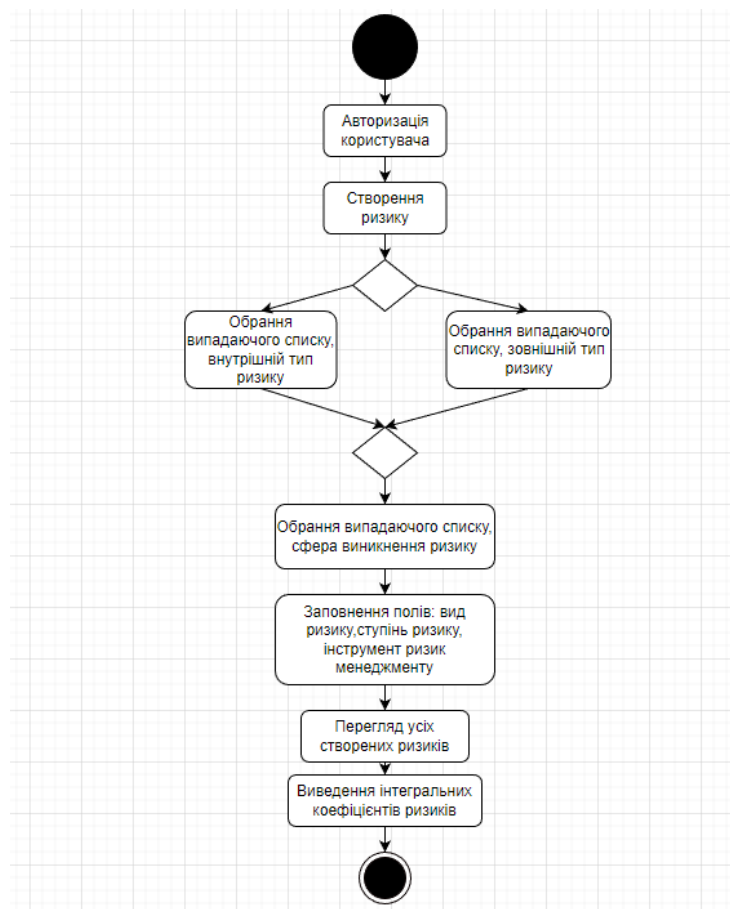 Авторизація
користувача
Створення
ризику
Обрання
випадаючого списку,
внутрішній тип
ризику
Обрання випадаючого
списку, зовнішній тип
ризику
Обрання випадаючого списку,
сфера виникнення ризику
Заповнення полів: вид
ризику,ступінь ризику,
інструмент ризик
менеджменту
Перегляд усіх
створених ризиків
Виведення інтегральних
коефіцієнтів ризиків